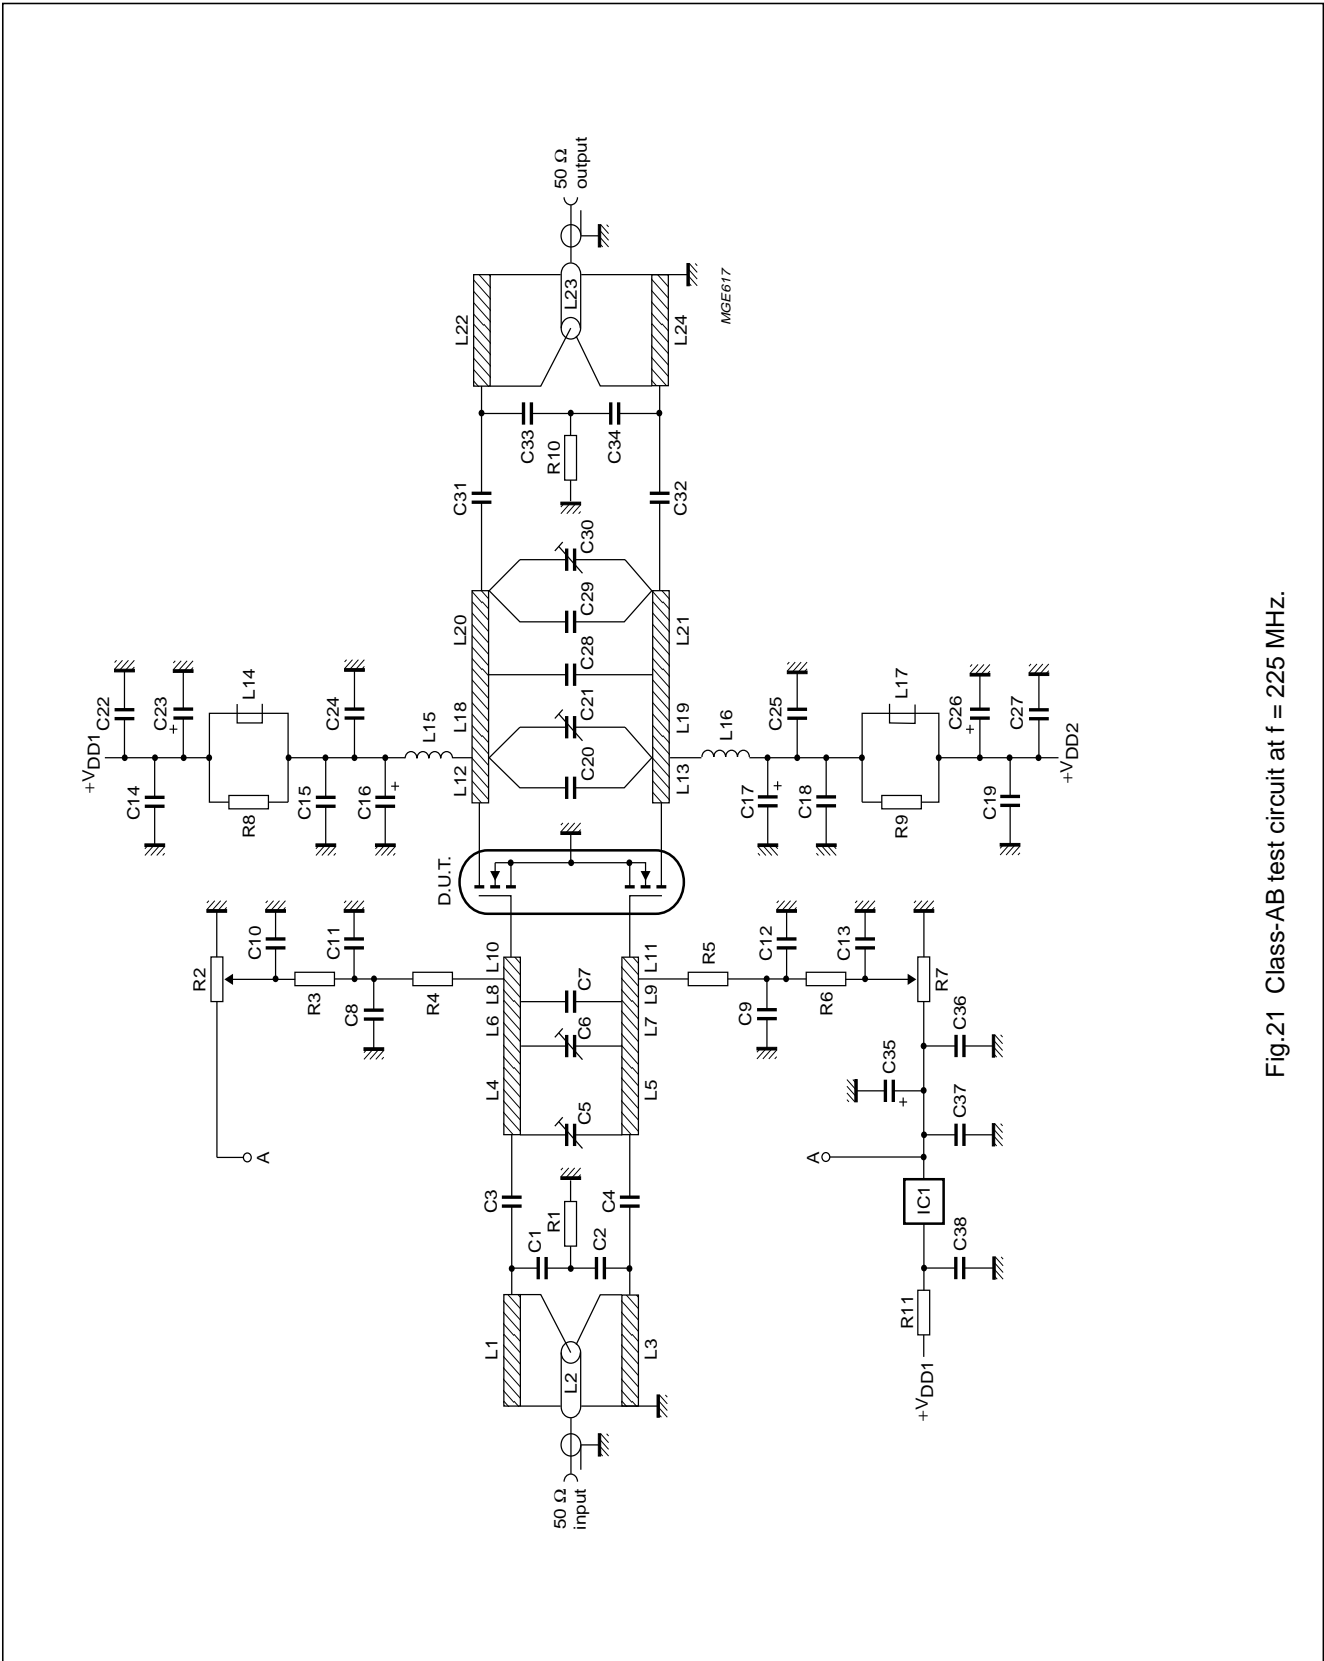 50 Ω
input
L2
L1
L3
C1
R1
C2
C3
C4
C5
L4
L5
C6
L6
L7
C7
L8
L9
L10
L11
A
R2
C10
R3
C11
C8
R4
R5
C9
C12
R6
C13
R7
+VDD1
R11
C38
IC1
A
C37
C35
+
C36
D.U.T.
+VDD1
C22
C14
C23
+
L14
R8
C15
C24
C16
+
L15
L12
L18
L20
C20
C21
C28
C29
C30
L13
L19
L21
L16
C17
+
C25
C18
L17
R9
C26
+
C19
C27
+VDD2
C31
C32
C33
R10
C34
L22
L23
L24
50 Ω
output
MGE617
Fig.21 Class-AB test circuit at f = 225 MHz.